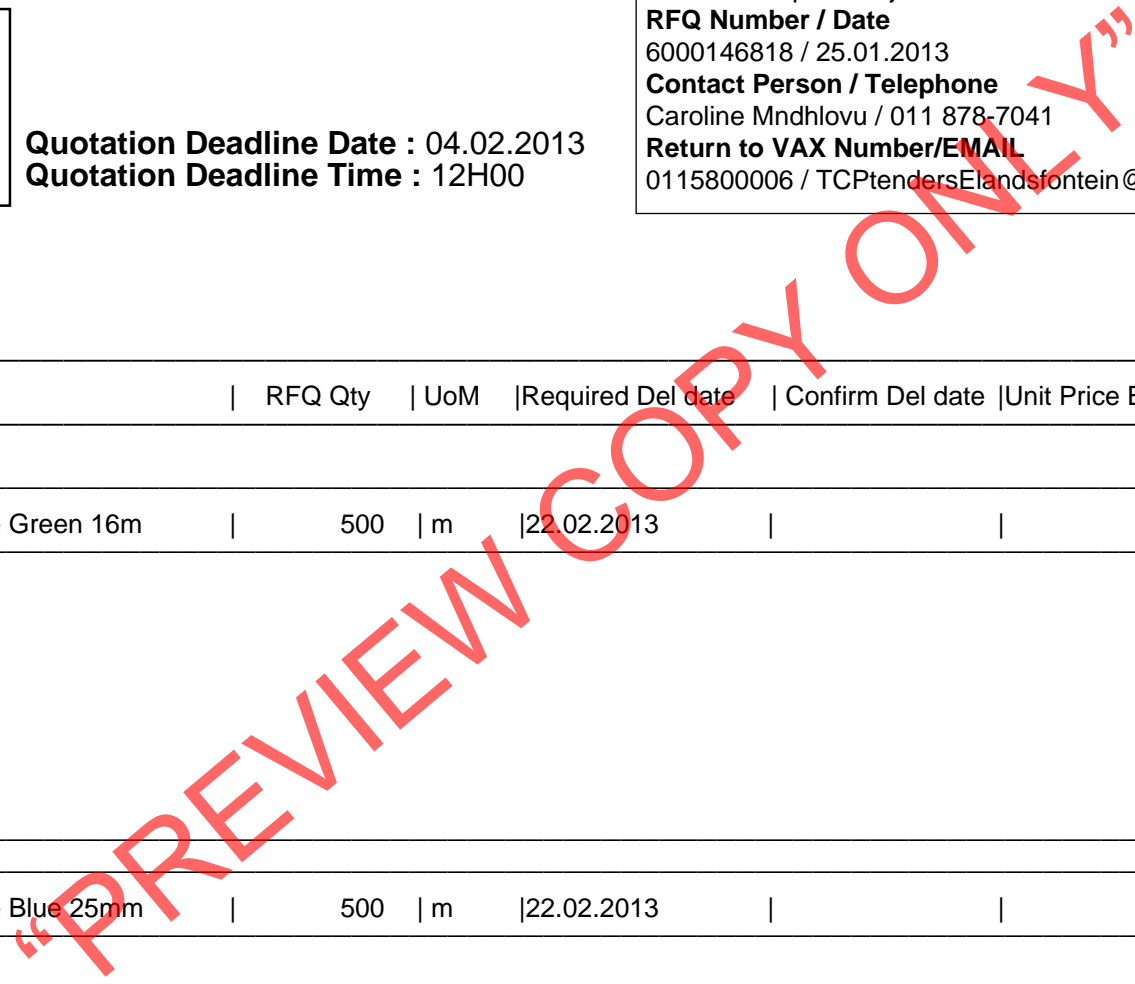 RFQ Number / Date
6000146818 / 25.01.2013
Contact Person / Telephone
Caroline Mndhlovu / 011 878-7041
Return to VAX Number/EMAIL
0115800006 / TCPtendersElandsfontein@
Quotation Deadline Date : 04.02.2013
Quotation Deadline Time : 12H00
| RFQ Qty | UoM |Required Del date | Confirm Del date |Unit Price E
Green 16m | 500 | m |22.02.2013 | |
Blue 25mm | 500 | m |22.02.2013 | |
“PREVIEW COPY ONLY”